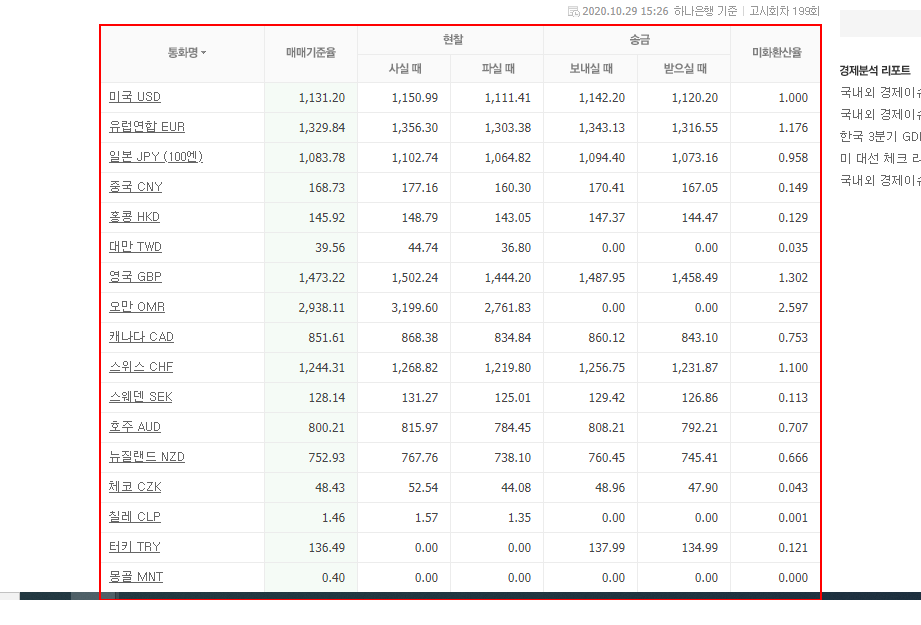 2020.10.29 15:26 하나은행 기준 | 고시회차 199회
통화명 매매기준율 현찰 송금 미화환산율
사실 때 파실 때 보내실 때 받으실 때
미국 USD 1,131.20 1,150.99 1,111.41 1,142.20 1,120.20 1.000
유럽연합 EUR 1,329.84 1,356.30 1,303.38 1,343.13 1,316.55 1.176
일본 JPY (100엔) 1,083.78 1,102.74 1,064.82 1,094.40 1,073.16 0.958
중국 CNY 168.73 177.16 160.30 170.41 167.05 0.149
홍콩 HKD 145.92 148.79 143.05 147.37 144.47 0.129
대만 TWD 39.56 44.74 36.80 0.00 0.00 0.035
영국 GBP 1,473.22 1,502.24 1,444.20 1,487.95 1,458.49 1.302
오만 OMR 2,938.11 3,199.60 2,761.83 0.00 0.00 2.597
캐나다 CAD 851.61 868.38 834.84 860.12 843.10 0.753
스위스 CHF 1,244.31 1,268.82 1,219.80 1,256.75 1,231.87 1.100
스웨덴 SEK 128.14 131.27 125.01 129.42 126.86 0.113
호주 AUD 800.21 815.97 784.45 808.21 792.21 0.707
뉴질랜드 NZD 752.93 767.76 738.10 760.45 745.41 0.666
체코 CZK 48.43 52.54 44.08 48.96 47.90 0.043
칠레 CLP 1.46 1.57 1.35 0.00 0.00 0.001
터키 TRY 136.49 0.00 0.00 137.99 134.99 0.121
몽골 MNT 0.40 0.00 0.00 0.00 0.00 0.000
경제분석 리포트
국내외 경제이
국내외 경제이
한국 3분기 GD
미 대선 체크
국내외 경제이